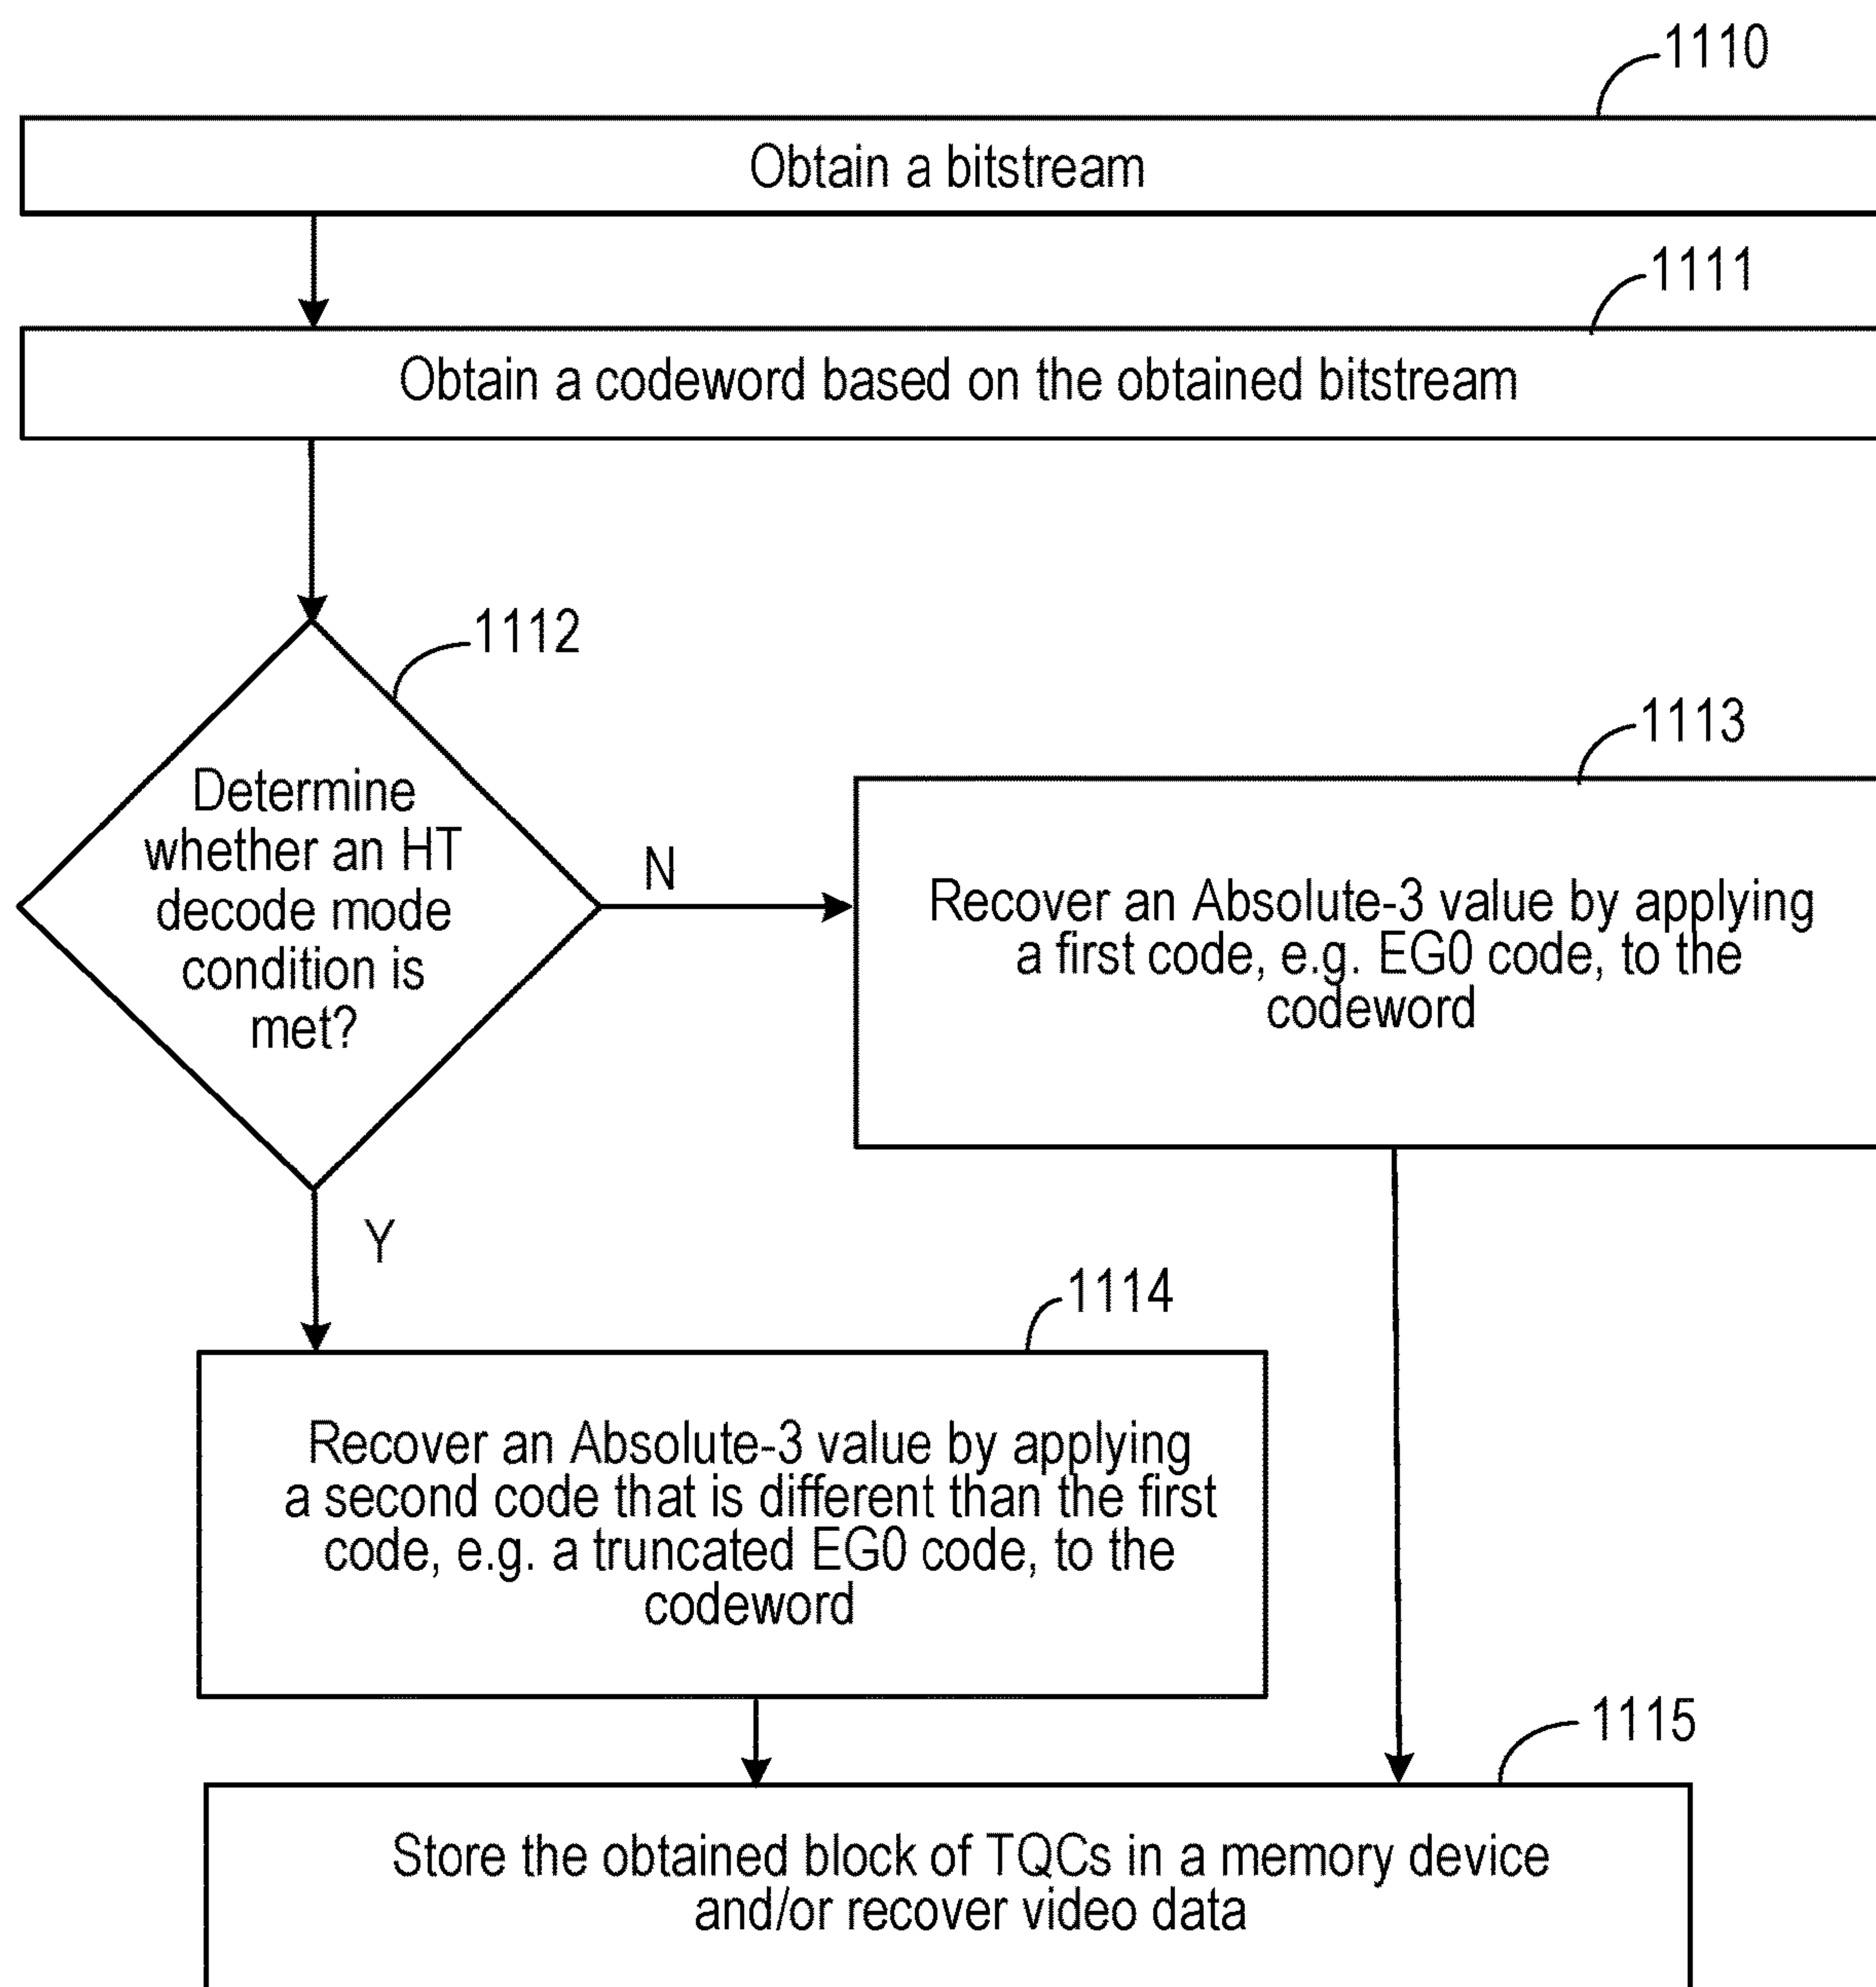 1110
Obtain a bitstream
1111
Obtain a codeword based on the obtained bitstream
1112
Determine
whether an HT
decode mode
condition is
met?
N
1113
Recover an Absolute-3 value by applying
a first code, e.g. EG0 code, to the
codeword
Y
1114
Recover an Absolute-3 value by applying
a second code that is different than the first
code, e.g. a truncated EG0 code, to the
codeword
1115
Store the obtained block of TQCs in a memory device
and/or recover video data